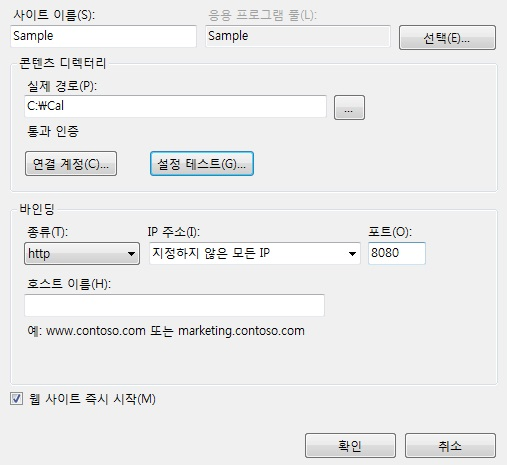 사이트 이름(S):
응용 프로그램 풀(L):
Sample
Sample
선택(E)...
콘텐츠 디렉터리
실제 경로(P):
C:₩Cal
...
통과 인증
연결 계정(C)...
설정 테스트(G)...
바인딩
종류(T):
IP 주소(I):
포트(O):
http
지정하지 않은 모든 IP
8080
호스트 이름(H):
예: www.contoso.com 또는 marketing.contoso.com
웹 사이트 즉시 시작(M)
확인
취소